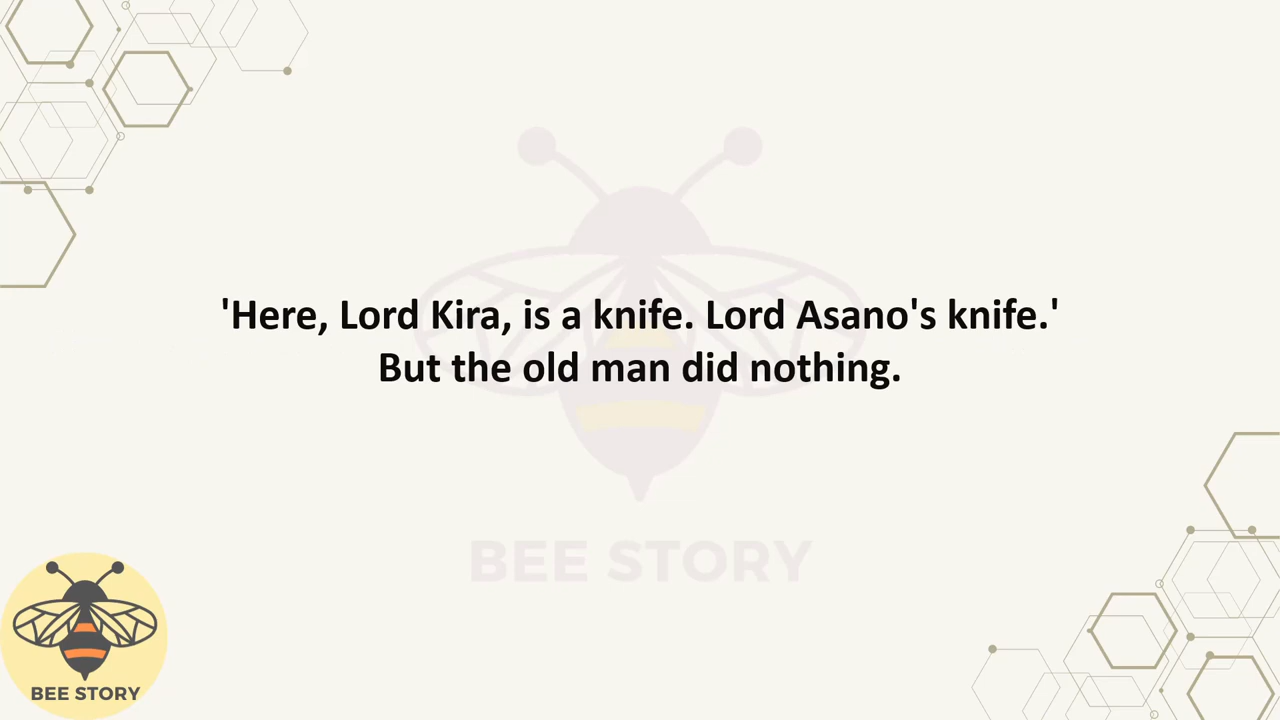 'Here, Lord Kira, is a knife. Lord Asano's knife.'
But the old man did nothing.
BEE STORY
BEE STORY